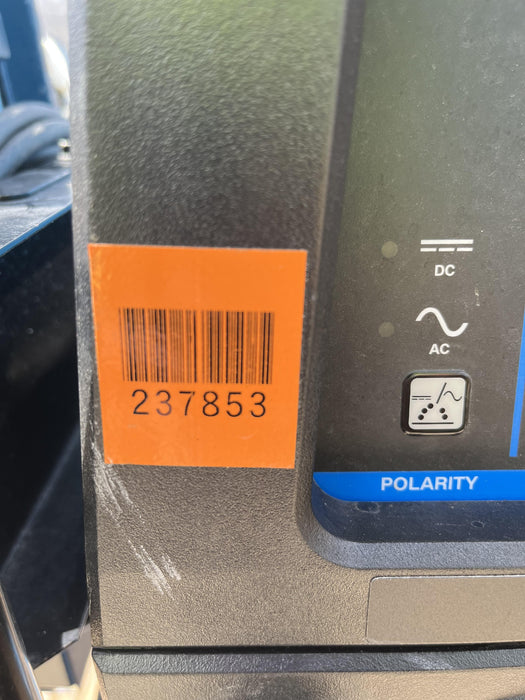 DC
AC
237853
POLARITY